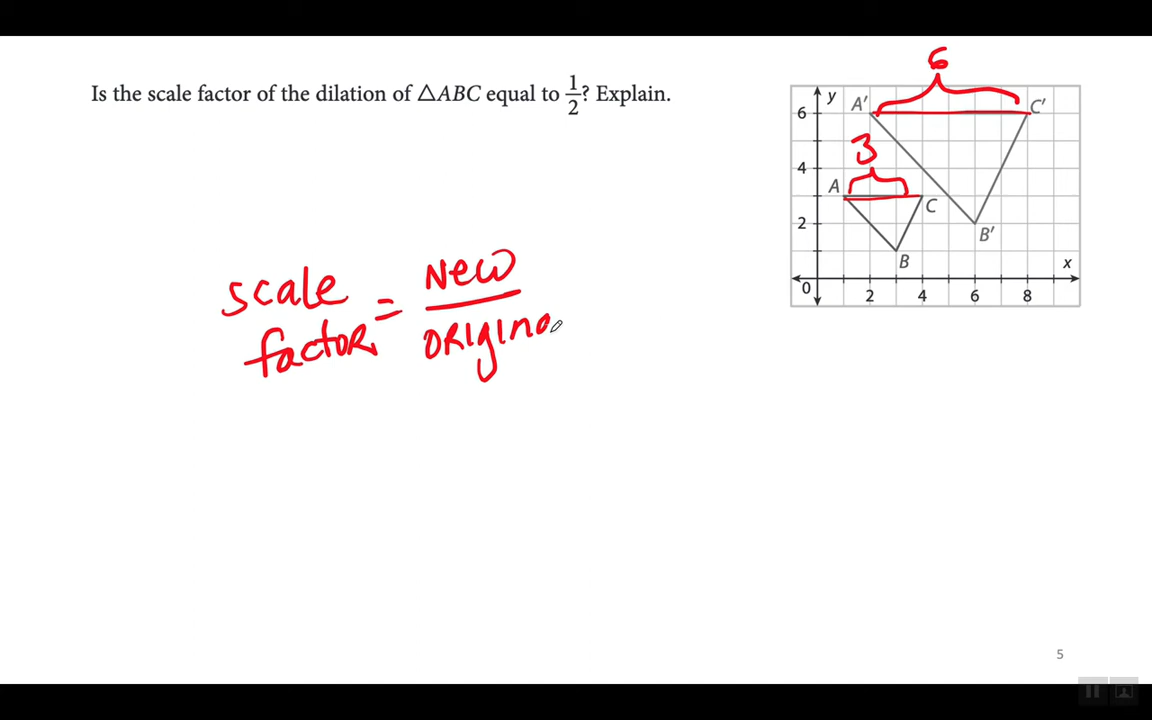 6
Is the scale factor of the dilation of △ABC equal to 1/2? Explain.
y
A'
C'
6
3
4
A
C
2
B'
B
x
0
2
4
6
8
scale factor = New
origina
5